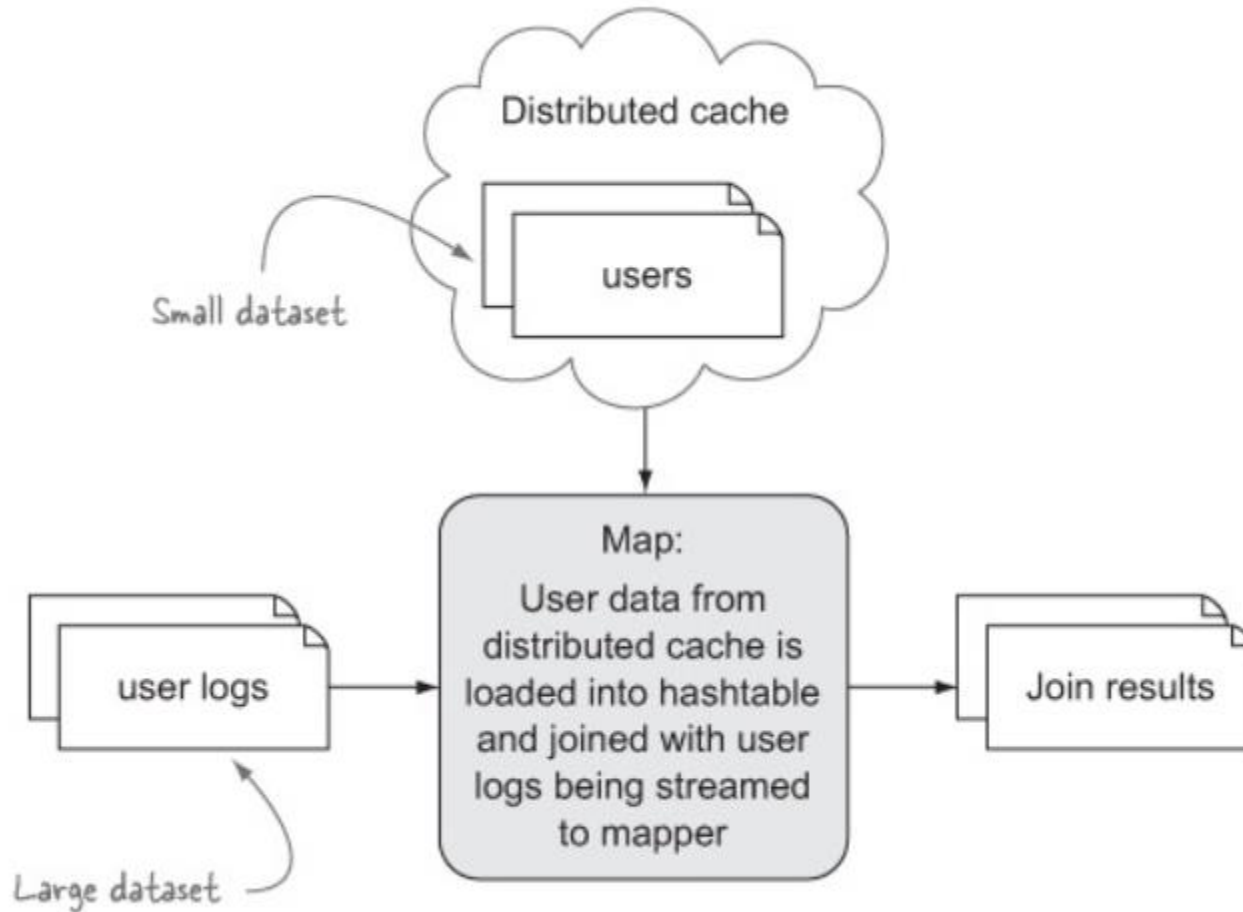 Distributed cache
users
Small dataset
Map:
User data from
distributed cache is
loaded into hashtable
and joined with user
logs being streamed
to mapper
user logs
Join results
Large dataset